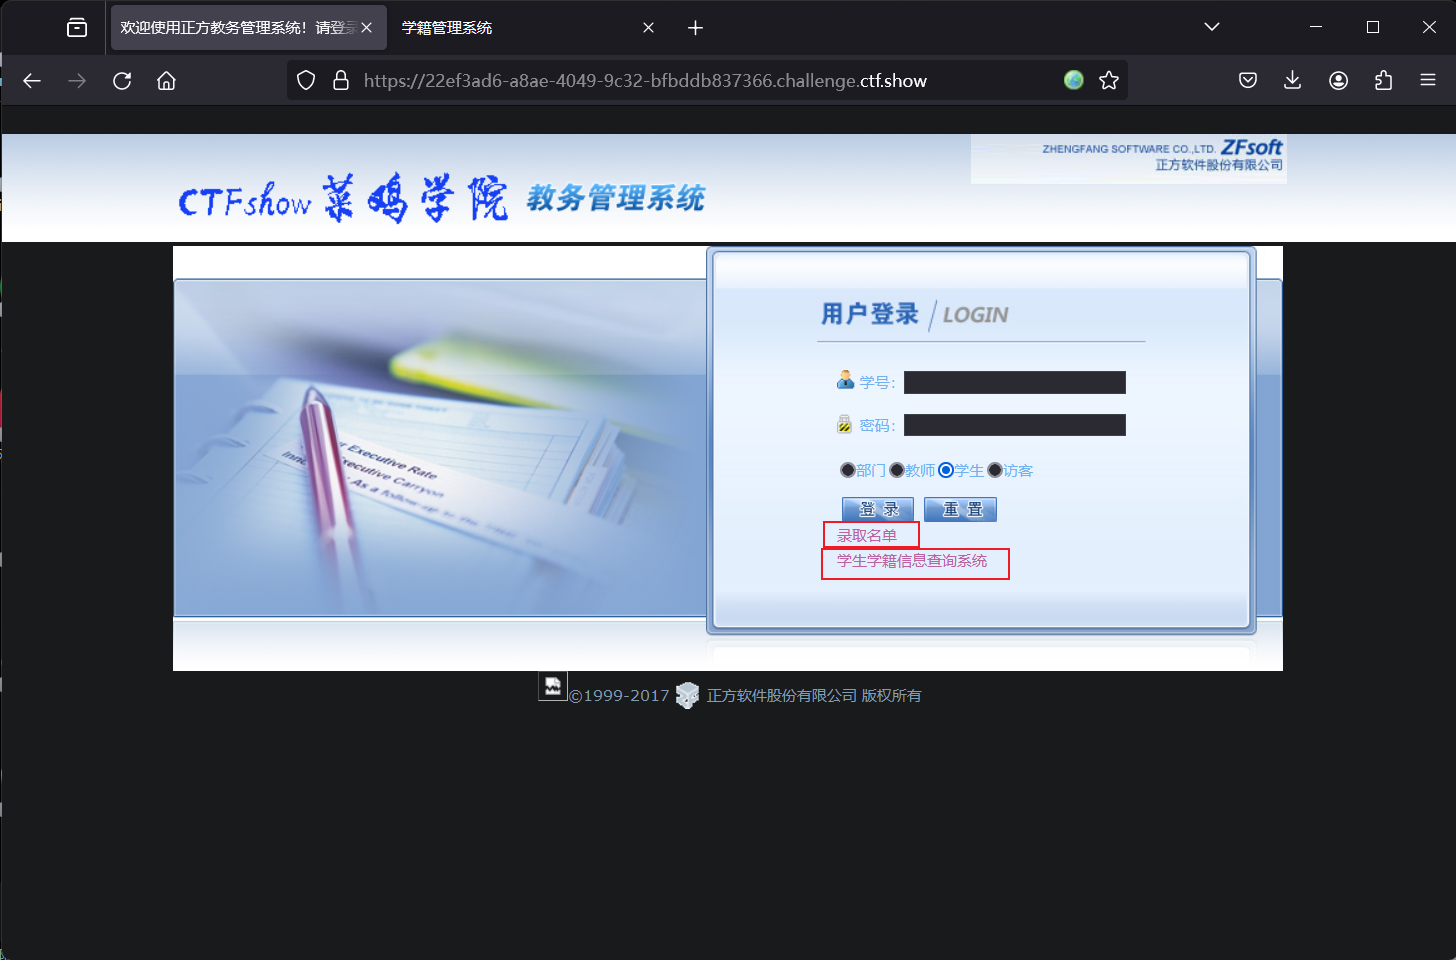 欢迎使用正方教务管理系统！请登录
学籍管理系统
https://22ef3ad6-a8ae-4049-9c32-bfbddb837366.challenge.ctf.show
ZHENGFANG SOFTWARE CO.,LTD. ZFsoft
正方软件股份有限公司
CTFshow 菜鸡学院 教务管理系统
用户登录 / LOGIN
学号：
密码：
部门 教师 学生 访客
登 录 重 置
录取名单
学生学籍信息查询系统
Executive Rate
Executive Carryon
As a follow-up to the
©1999-2017 正方软件股份有限公司 版权所有